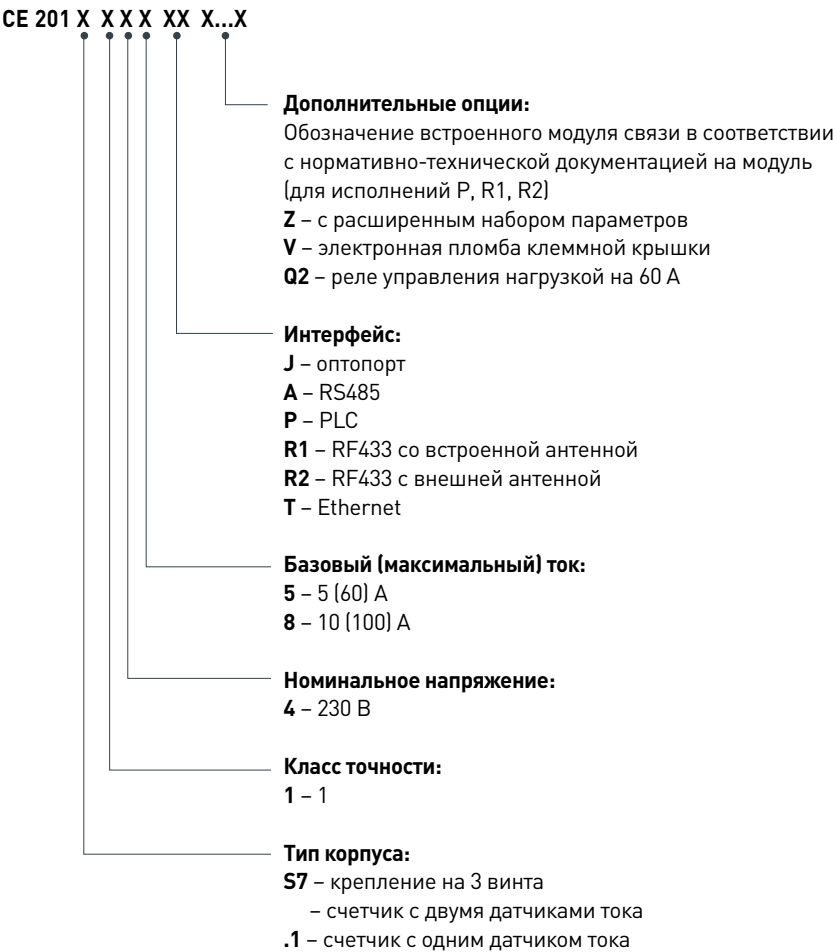 CE 201 X X X X XX X...X
Дополнительные опции:
Обозначение встроенного модуля связи в соответствии
с нормативно-технической документацией на модуль
(для исполнений P, R1, R2)
Z – с расширенным набором параметров
V – электронная пломба клеммной крышки
Q2 – реле управления нагрузкой на 60 А
Интерфейс:
J – оптопорт
A – RS485
P – PLC
R1 – RF433 со встроенной антенной
R2 – RF433 с внешней антенной
T – Ethernet
Базовый (максимальный) ток:
5 – 5 (60) А
8 – 10 (100) А
Номинальное напряжение:
4 – 230 В
Класс точности:
1 – 1
Тип корпуса:
S7 – крепление на 3 винта
– счетчик с двумя датчиками тока
.1 – счетчик с одним датчиком тока